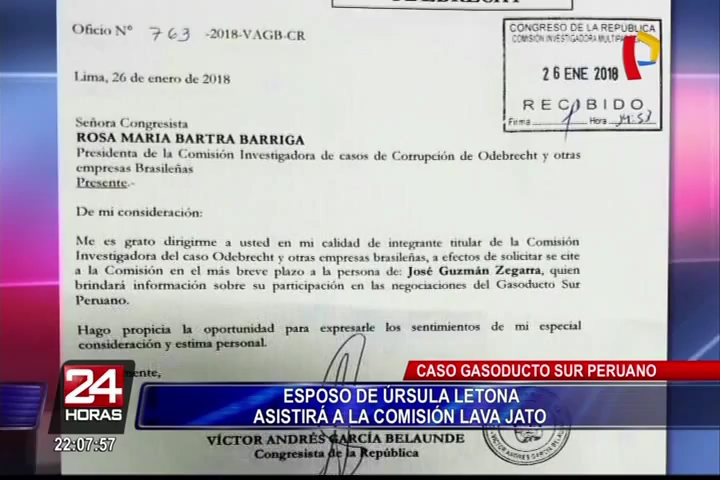 ODEBRECHT
Oficio N° 763 -2018-VAGB-CR
CONGRESO DE LA REPÚBLICA
COMISIÓN INVESTIGADORA
26 ENE 2018
RECIBIDO
Firma Hora
Lima, 26 de enero de 2018
Señora Congresista
ROSA MARIA BARTRA BARRIGA
Presidenta de la Comisión Investigadora de casos de Corrupción de Odebrecht y otras
empresas Brasileñas
Presente.-
De mi consideración:
Me es grato dirigirme a usted en mi calidad de integrante titular de la Comisión
Investigadora del caso Odebrecht y otras empresas brasileñas, a efectos de solicitar se cite
a la Comisión en el más breve plazo a la persona de: José Guzmán Zegarra, quien
brindará información sobre su participación en las negociaciones del Gasoducto Sur
Peruano.
Hago propicia la oportunidad para expresarle los sentimientos de mi especial
consideración y estima personal.
CASO GASODUCTO SUR PERUANO
24
HORAS
ESPOSO DE ÚRSULA LETONA
ASISTIRÁ A LA COMISIÓN LAVA JATO
22:07:57
VÍCTOR ANDRÉS GARCÍA BELAUNDE
Congresista de la República